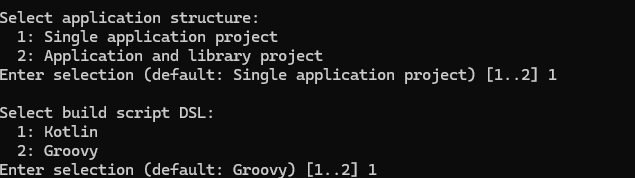 Select application structure:
  1: Single application project
  2: Application and library project
Enter selection (default: Single application project) [1..2] 1

Select build script DSL:
  1: Kotlin
  2: Groovy
Enter selection (default: Groovy) [1..2] 1